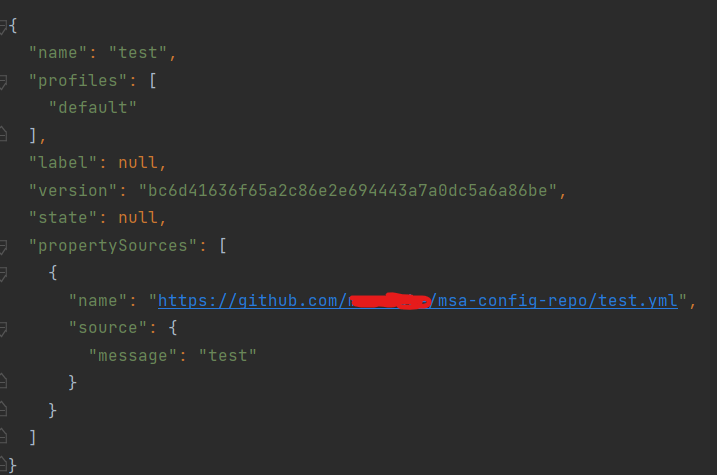 {
"name": "test",
"profiles": [
"default"
],
"label": null,
"version": "bc6d41636f65a2c86e2e694443a7a0dc5a6a86be",
"state": null,
"propertySources": [
{
"name": "https://github.com/ /msa-config-repo/test.yml",
"source": {
"message": "test"
}
}
]
}